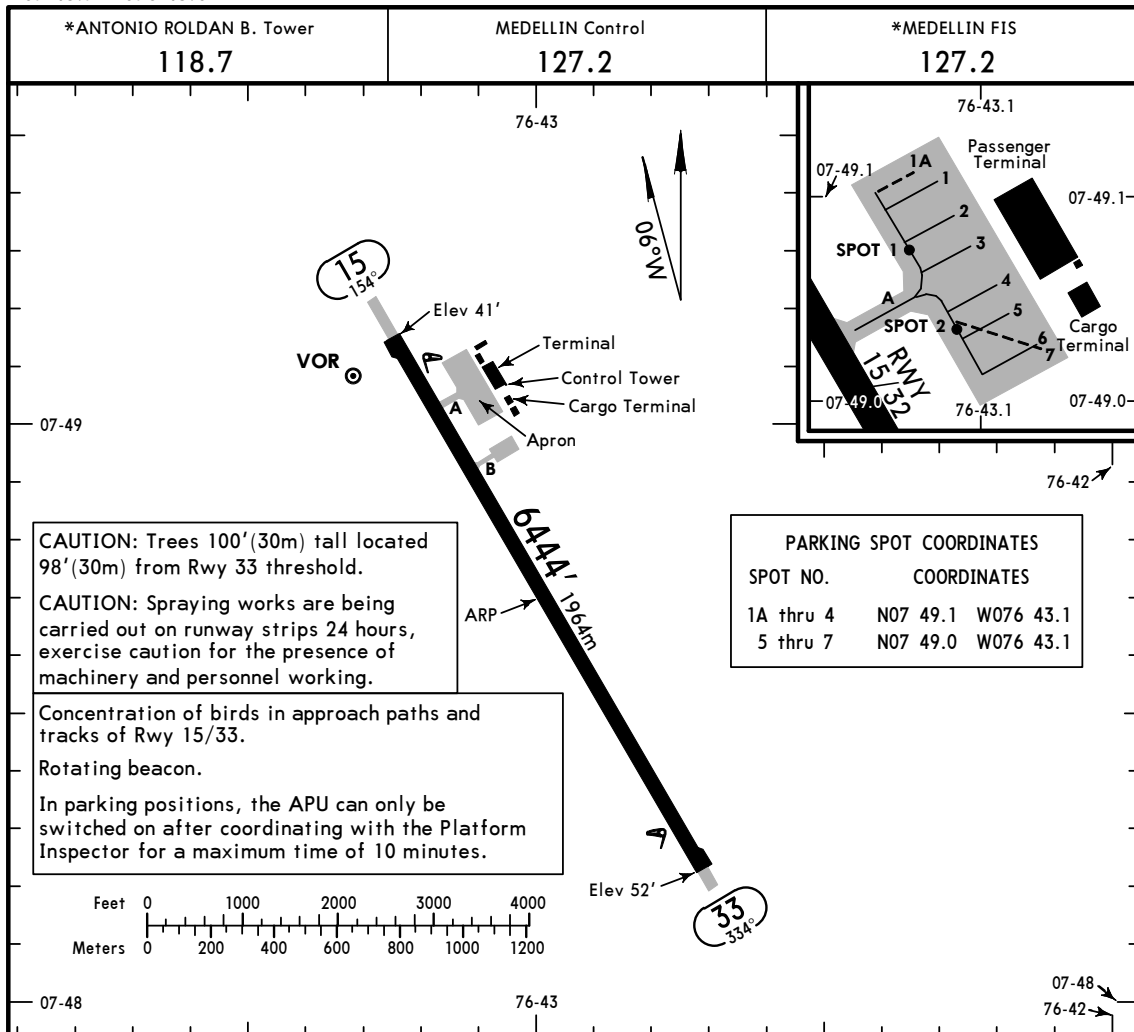 *ANTONIO ROLDAN B. Tower
118.7
MEDELLIN Control
127.2
*MEDELLIN FIS
127.2
76-43
06°W
15
154°
Elev 41'
VOR
Terminal
Control Tower
Cargo Terminal
Apron
A
B
07-49
6444'
1964m
ARP
76-43.1
Passenger
Terminal
07-49.1
07-49.1
1A
1
2
3
4
5
6
7
SPOT 1
SPOT 2
A
Cargo
Terminal
RWY
15-32
07-49.0
76-43.1
07-49.0
76-42
CAUTION: Trees 100'(30m) tall located
98'(30m) from Rwy 33 threshold.
CAUTION: Spraying works are being
carried out on runway strips 24 hours,
exercise caution for the presence of
machinery and personnel working.
Concentration of birds in approach paths and
tracks of Rwy 15/33.
Rotating beacon.
In parking positions, the APU can only be
switched on after coordinating with the Platform
Inspector for a maximum time of 10 minutes.
PARKING SPOT COORDINATES
SPOT NO. COORDINATES
1A thru 4 N07 49.1 W076 43.1
5 thru 7 N07 49.0 W076 43.1
Elev 52'
33
334°
Feet 0 1000 2000 3000 4000
Meters 0 200 400 600 800 1000 1200
07-48
76-43
07-48
76-42